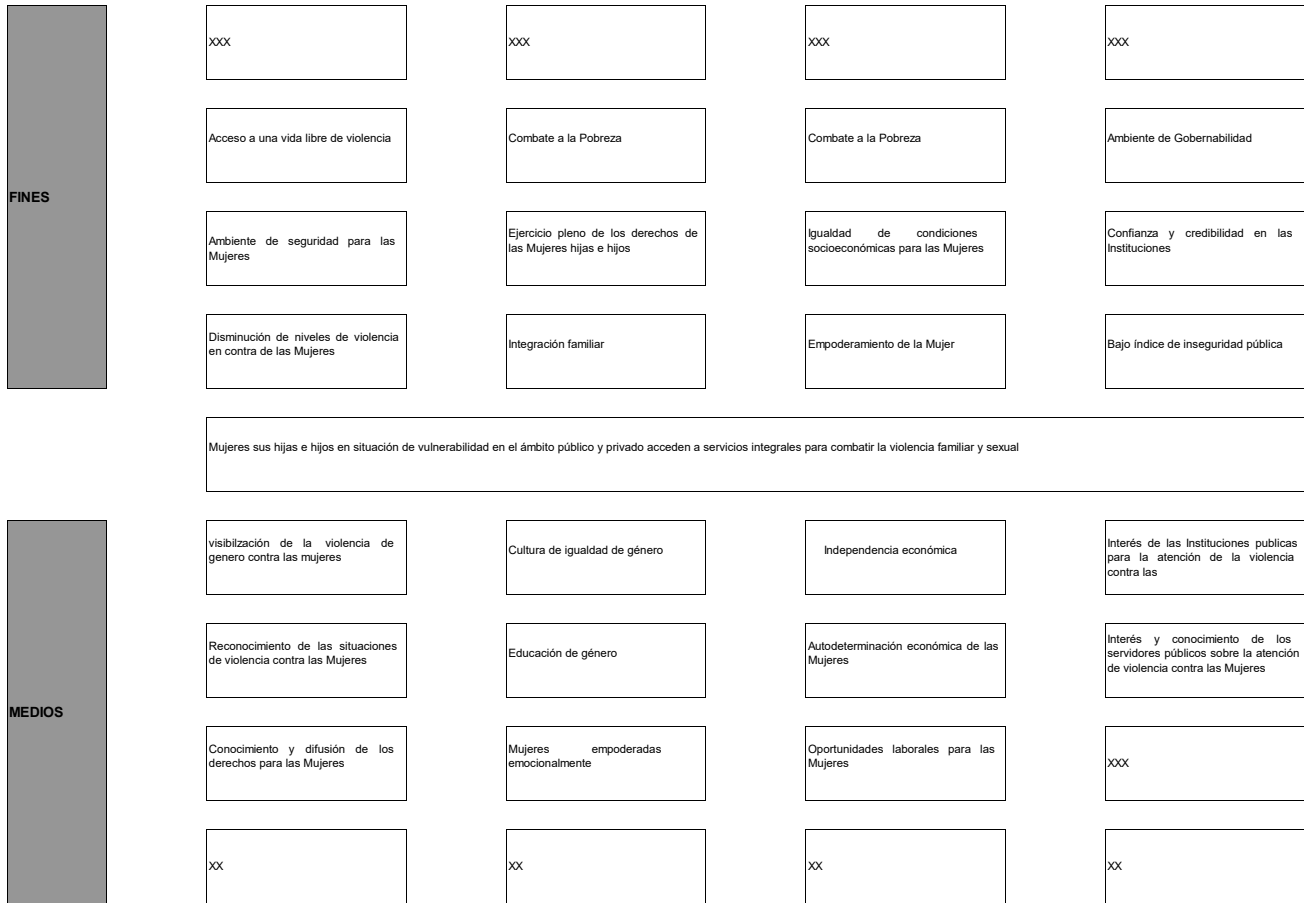 XXX
XXX
XXX
XXX
Acceso a una vida libre de violencia
Combate a la Pobreza
Combate a la Pobreza
Ambiente de Gobernabilidad
FINES
Ambiente de seguridad para las
Mujeres
Ejercicio pleno de los derechos de
las Mujeres hijas e hijos
Igualdad de condiciones
socioeconómicas para las Mujeres
Confianza y credibilidad en las
Instituciones
Disminución de niveles de violencia
en contra de las Mujeres
Integración familiar
Empoderamiento de la Mujer
Bajo índice de inseguridad pública
Mujeres sus hijas e hijos en situación de vulnerabilidad en el ámbito público y privado acceden a servicios integrales para combatir la violencia familiar y sexual
visibilzación de la violencia de
genero contra las mujeres
Cultura de igualdad de género
Independencia económica
Interés de las Instituciones publicas
para la atención de la violencia
contra las
Reconocimiento de las situaciones
de violencia contra las Mujeres
Educación de género
Autodeterminación económica de las
Mujeres
Interés y conocimiento de los
servidores públicos sobre la atención
de violencia contra las Mujeres
MEDIOS
Conocimiento y difusión de los
derechos para las Mujeres
Mujeres empoderadas
emocionalmente
Oportunidades laborales para las
Mujeres
XXX
XX
XX
XX
XX